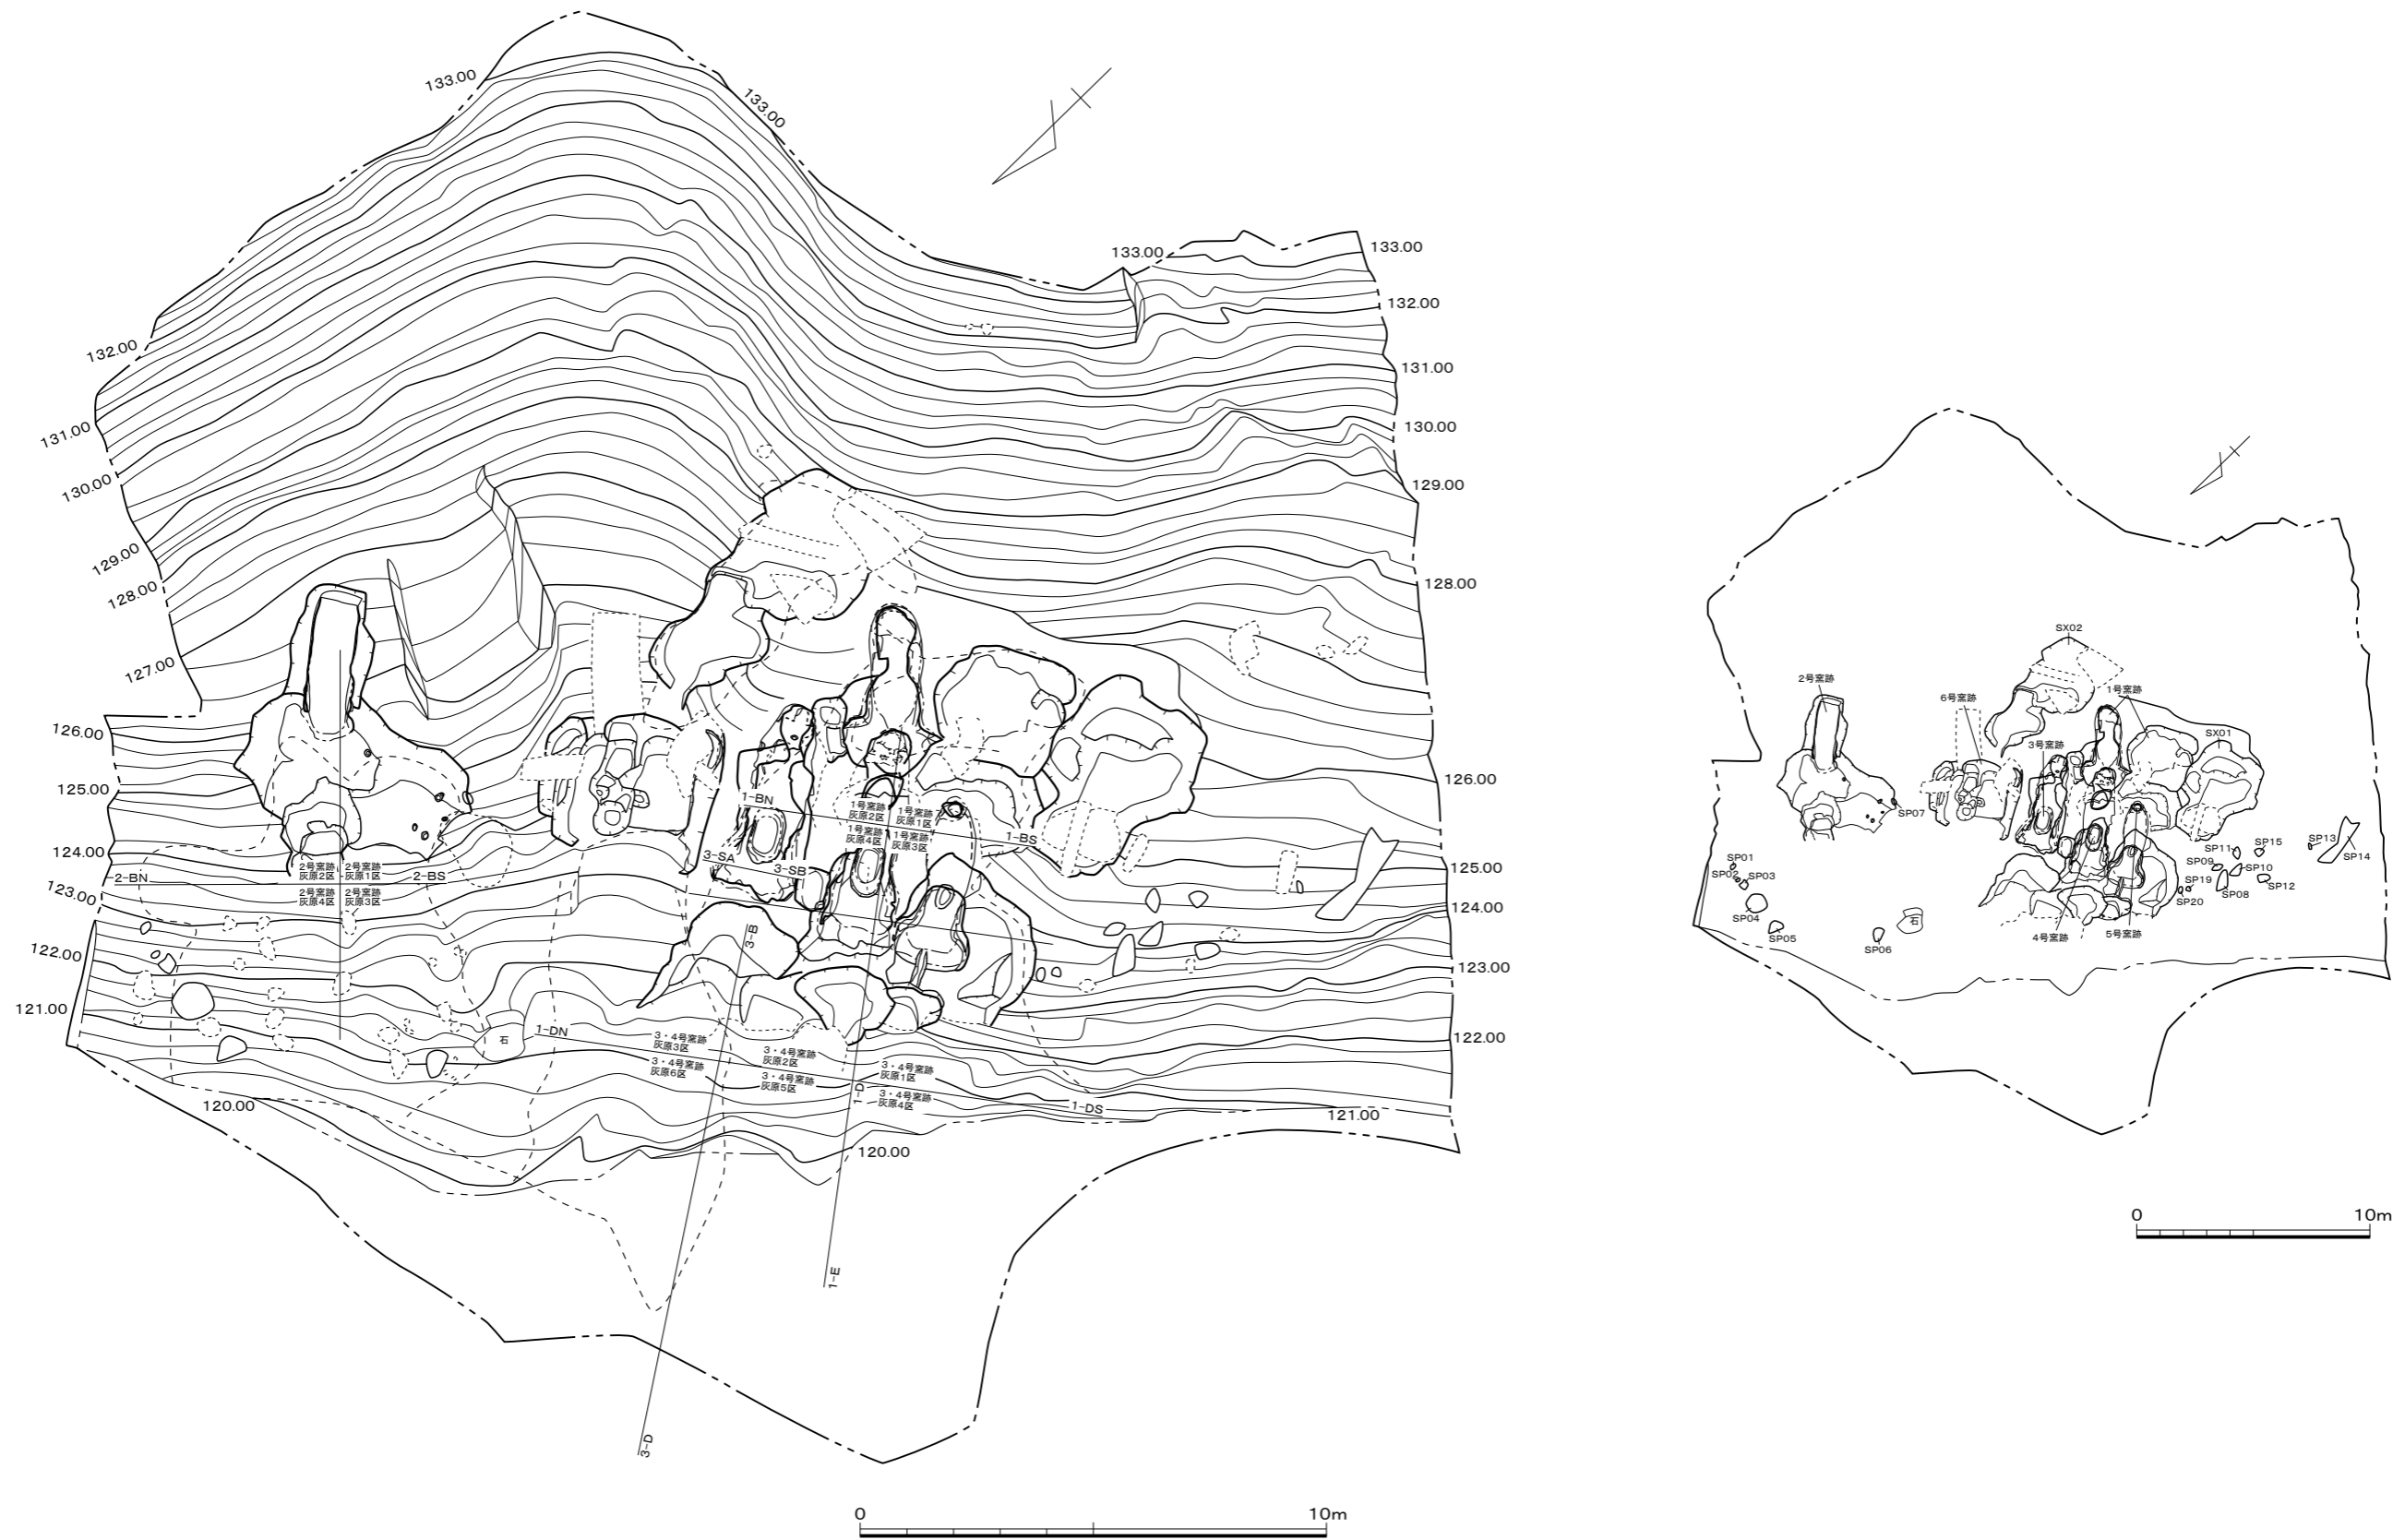 133.00
133.00
133.00
133.00
132.00
132.00
131.00
131.00
130.00
130.00
129.00
129.00
128.00
128.00
127.00
126.00
126.00
125.00
125.00
124.00
124.00
123.00
123.00
122.00
122.00
121.00
121.00
120.00
120.00
1-BN
1-BS
1号窯跡
灰原2区
1号窯跡
灰原1区
1号窯跡
灰原4区
1号窯跡
灰原3区
3-SA
3-SB
2号窯跡
灰原2区
2号窯跡
灰原1区
2-BN
2-BS
2号窯跡
灰原4区
2号窯跡
灰原3区
3-B
石
1-DN
3・4号窯跡
灰原3区
3・4号窯跡
灰原2区
3・4号窯跡
灰原1区
3・4号窯跡
灰原6区
3・4号窯跡
灰原5区
3・4号窯跡
灰原4区
1-D
1-DS
1-E
3-D
0 10m
SX02
2号窯跡
6号窯跡
1号窯跡
3号窯跡
SX01
SP07
SP01
SP02
SP03
SP04
SP05
SP06
石
4号窯跡
5号窯跡
SP11
SP15
SP13
SP14
SP09
SP10
SP19
SP08
SP12
SP20
0 10m